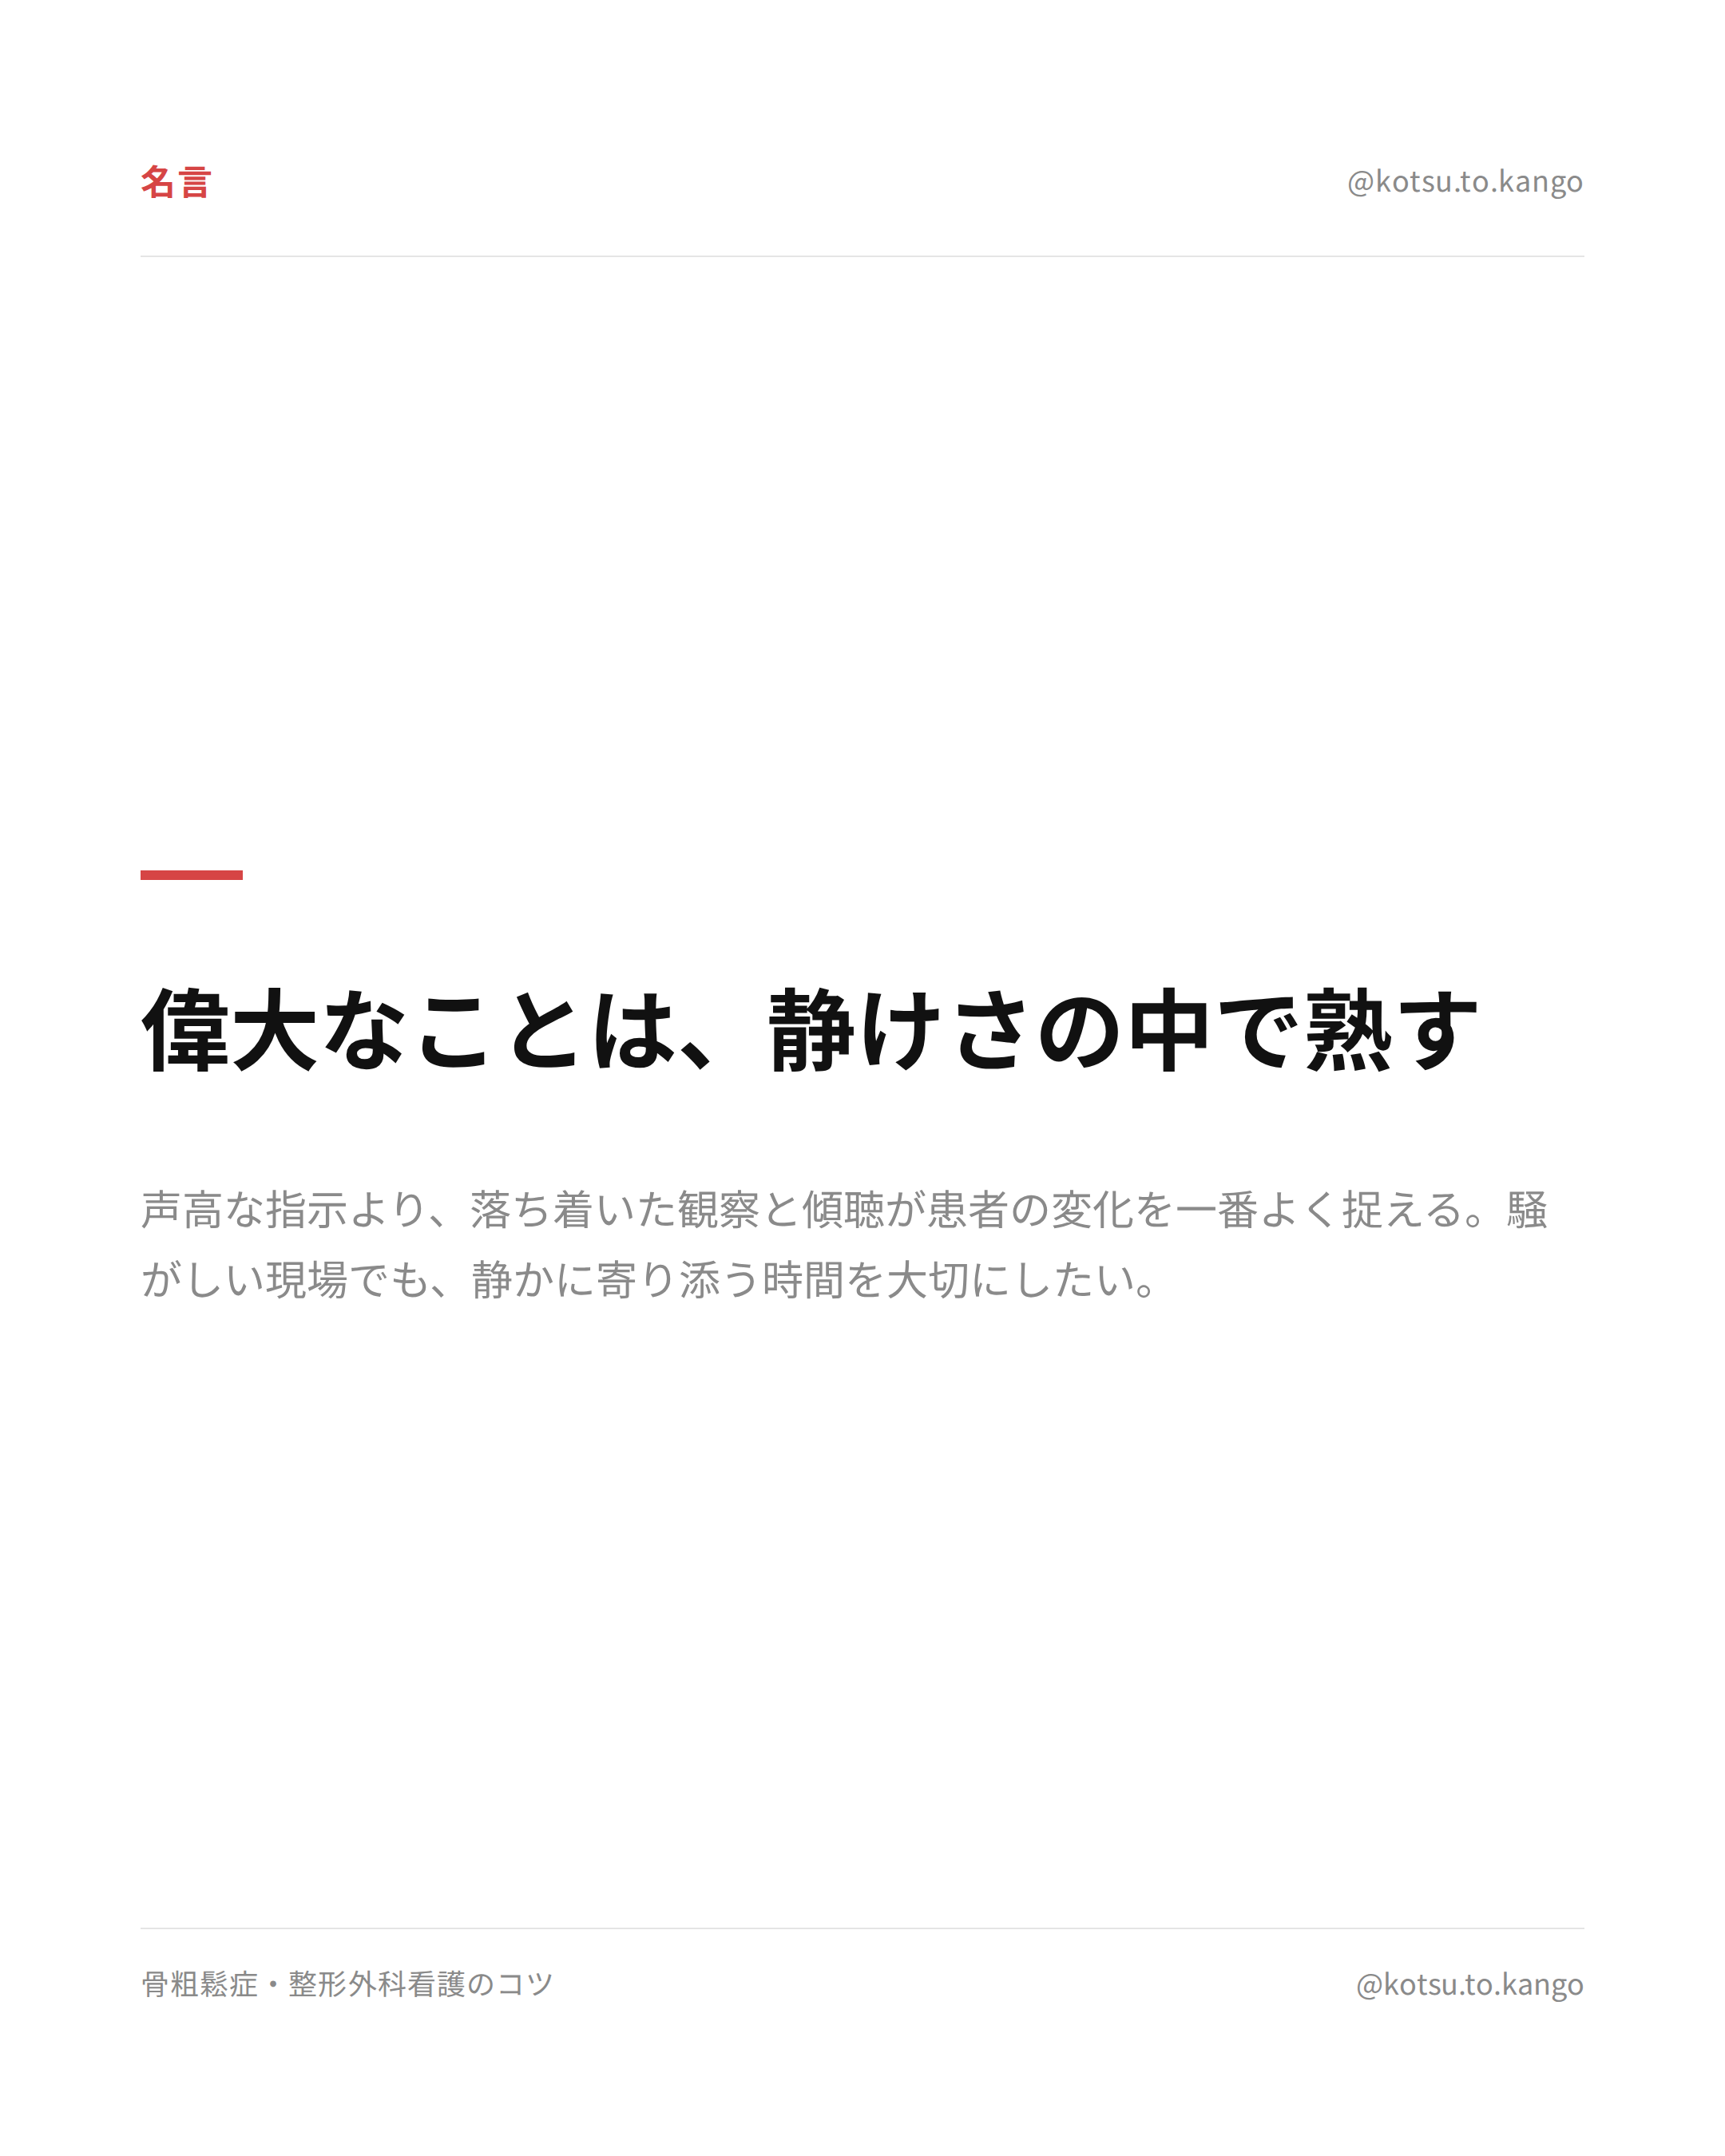 名言
@kotsu.to.kango
偉大なことは、静けさの中で熟す
声高な指示より、落ち着いた観察と傾聴が患者の変化を一番よく捉える。騒
がしい現場でも、静かに寄り添う時間を大切にしたい。
骨粗鬆症・整形外科看護のコツ
@kotsu.to.kango